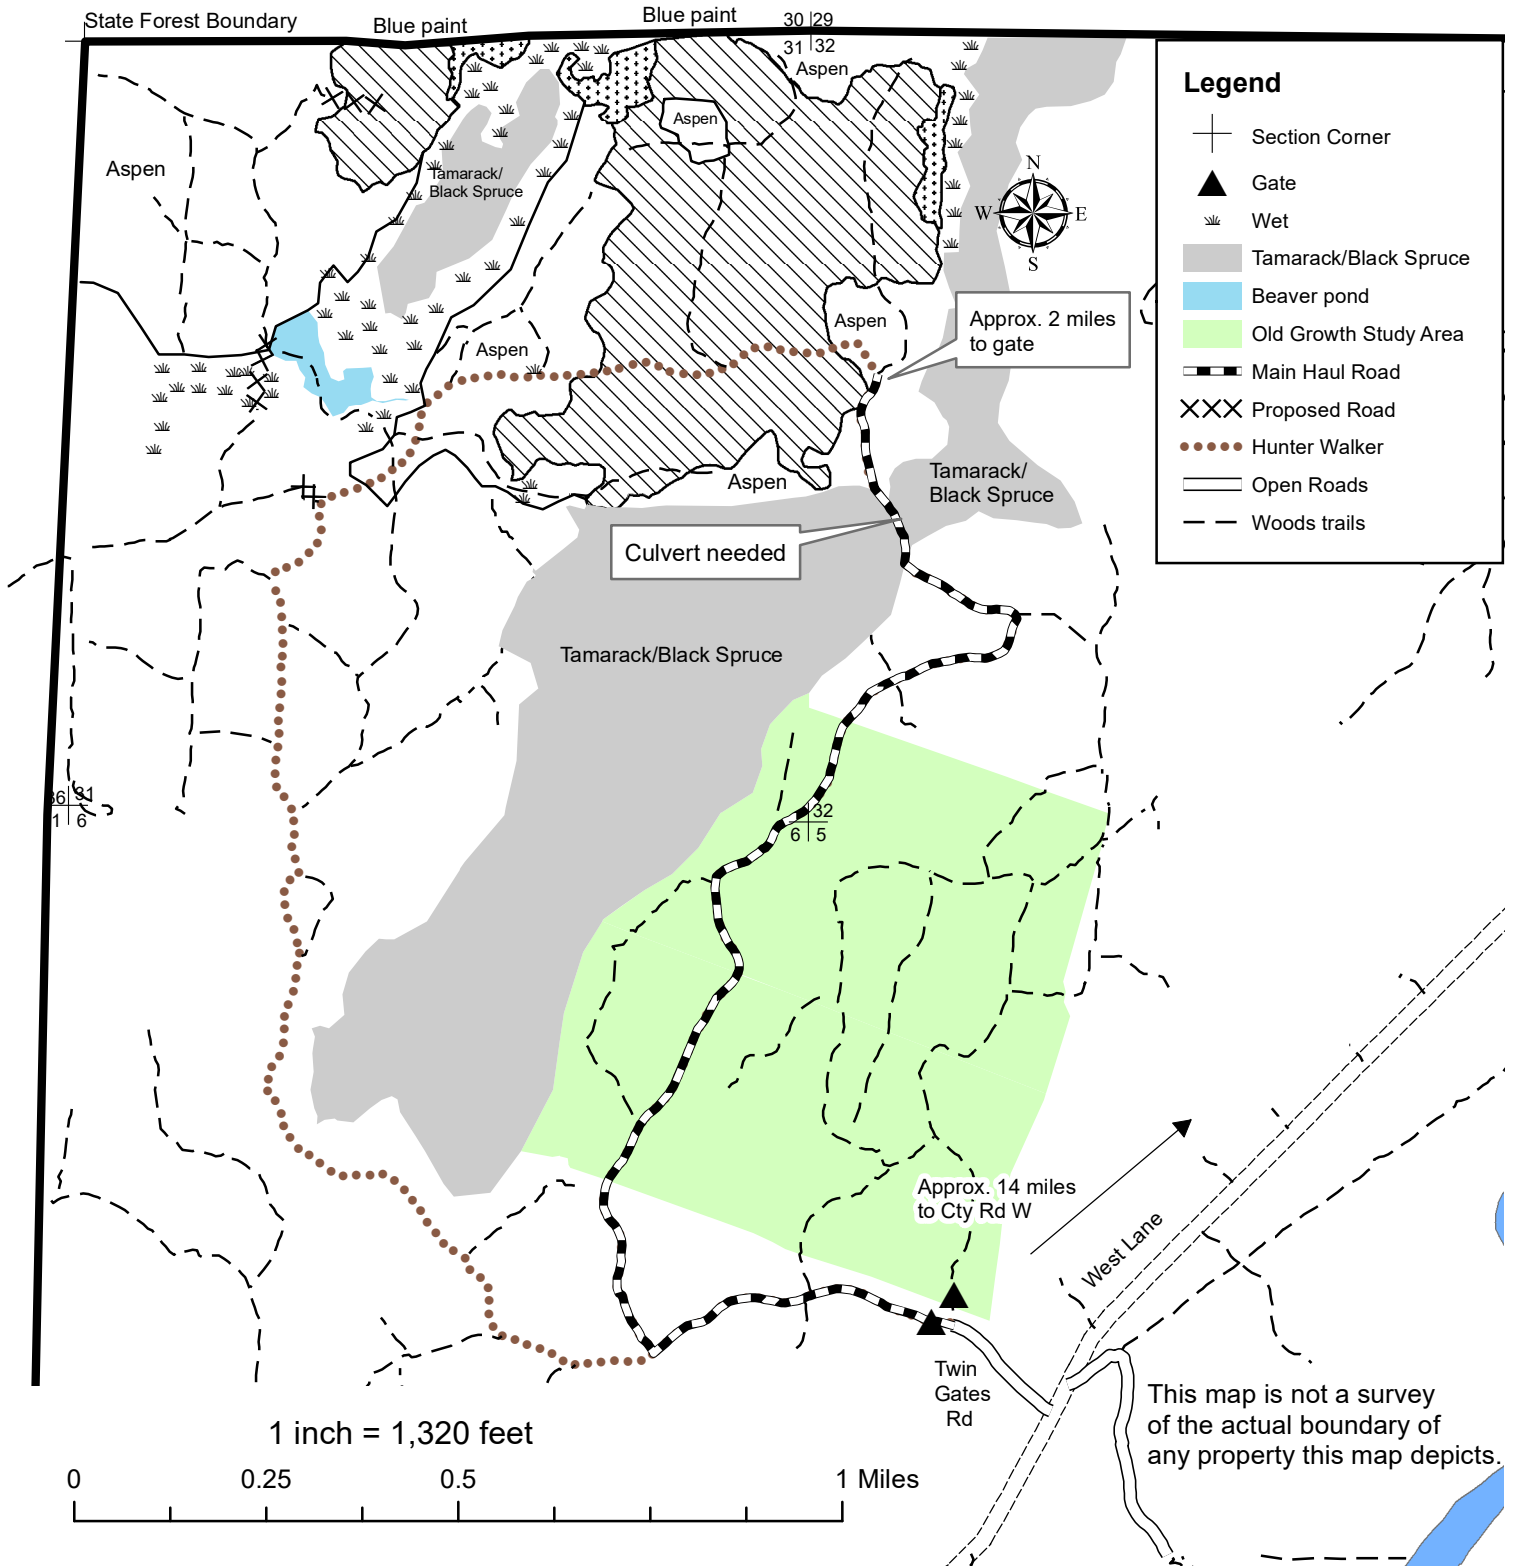 State Forest Boundary
Blue paint
Blue paint
30 29
31 32
Aspen
Aspen
Aspen
Tamarack/
Black Spruce
N
W E
S
Aspen
Aspen
Approx. 2 miles
to gate
Tamarack/
Black Spruce
Aspen
Culvert needed
Tamarack/Black Spruce
36 31
1 6
32
6 5
Approx. 14 miles
to Cty Rd W
West Lane
Twin
Gates
Rd
Legend
Section Corner
Gate
Wet
Tamarack/Black Spruce
Beaver pond
Old Growth Study Area
Main Haul Road
Proposed Road
Hunter Walker
Open Roads
Woods trails
This map is not a survey
of the actual boundary of
any property this map depicts.
1 inch = 1,320 feet
0 0.25 0.5 1 Miles